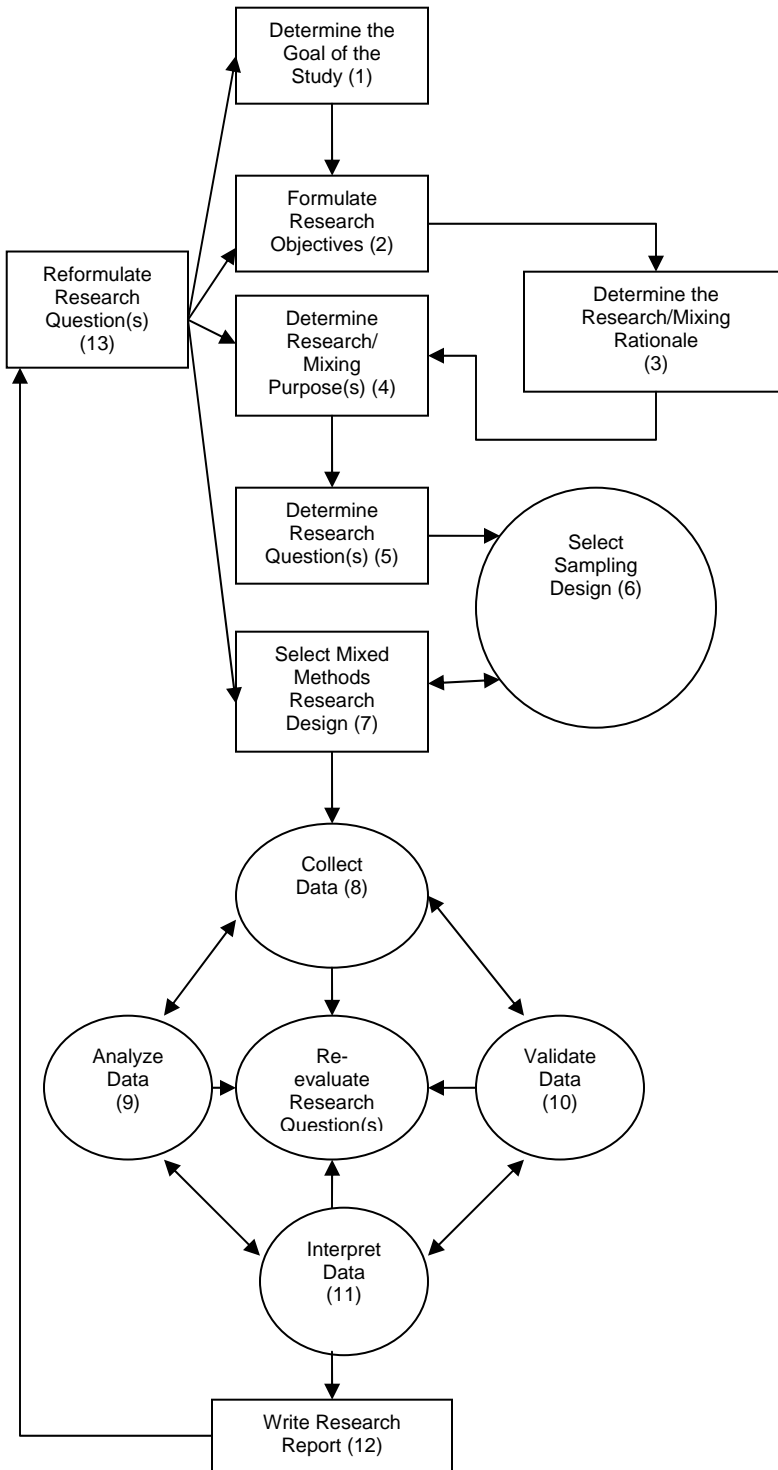 Determine the
Goal of the
Study (1)
Formulate
Research
Objectives (2)
Reformulate
Research
Question(s)
(13)
Determine the
Research/Mixing
Rationale
(3)
Determine
Research/
Mixing
Purpose(s) (4)
Determine
Research
Question(s) (5)
Select
Sampling
Design (6)
Select Mixed
Methods
Research
Design (7)
Collect
Data (8)
Analyze
Data
(9)
Re-
evaluate
Research
Question(s)
Validate
Data
(10)
Interpret
Data
(11)
Write Research
Report (12)